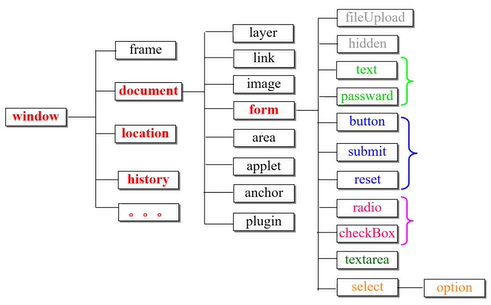 window
frame
document
location
history
。。。
layer
link
image
form
area
applet
anchor
plugin
fileUpload
hidden
text
passward
button
submit
reset
radio
checkBox
textarea
select
option